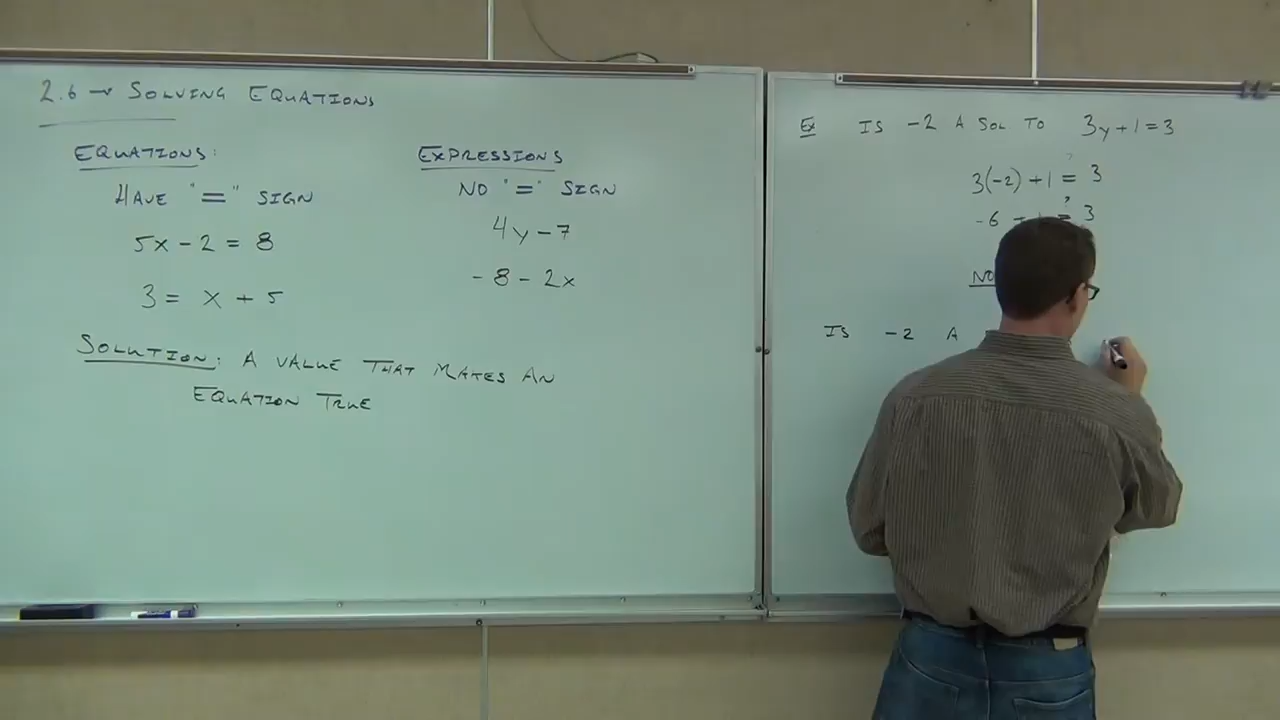 2.6 → SOLVING EQUATIONS
EQUATIONS:
HAVE "=" SIGN
5x - 2 = 8
3 = x + 5
EXPRESSIONS
NO "=" SIGN
4y - 7
-8 - 2x
SOLUTION: A VALUE THAT MAKES AN
EQUATION TRUE
EX IS -2 A SOL TO 3y + 1 = 3
3(-2) + 1 ?= 3
-6 + 1 ?= 3
NO
IS -2 A